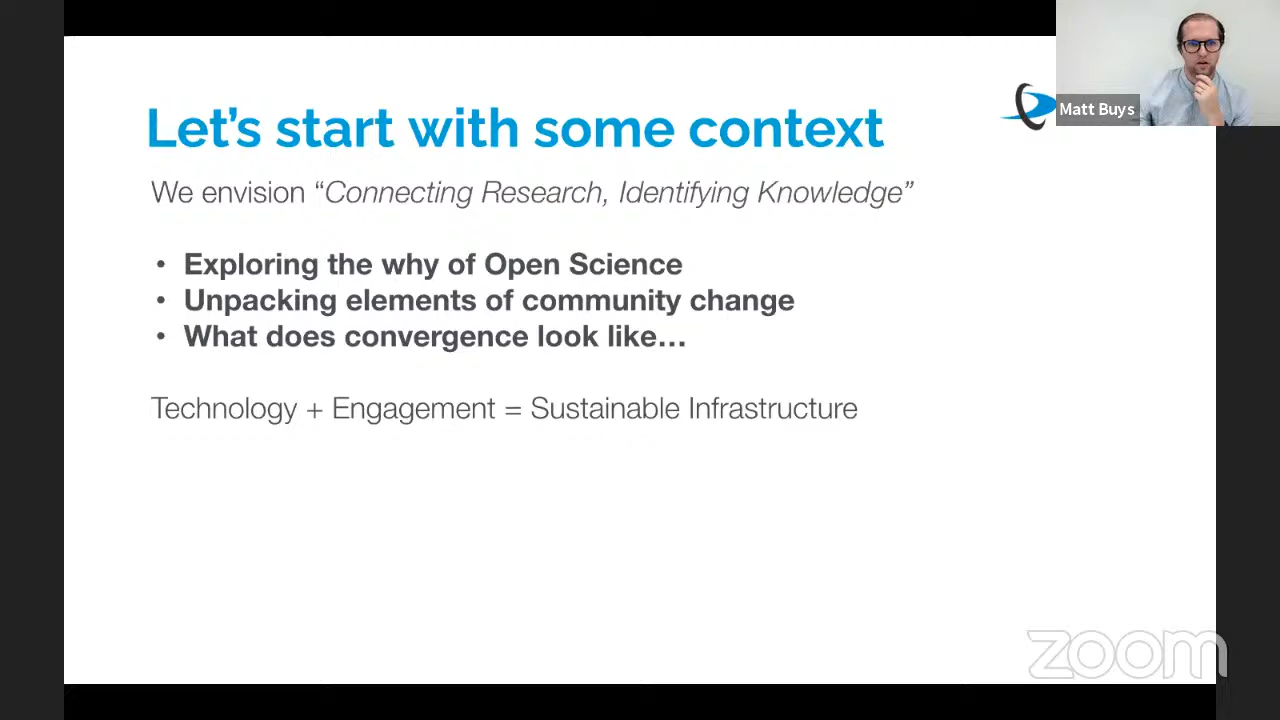 Let's start with some context
Matt Buys
We envision “Connecting Research, Identifying Knowledge”
• Exploring the why of Open Science
• Unpacking elements of community change
• What does convergence look like…
Technology + Engagement = Sustainable Infrastructure
zoom